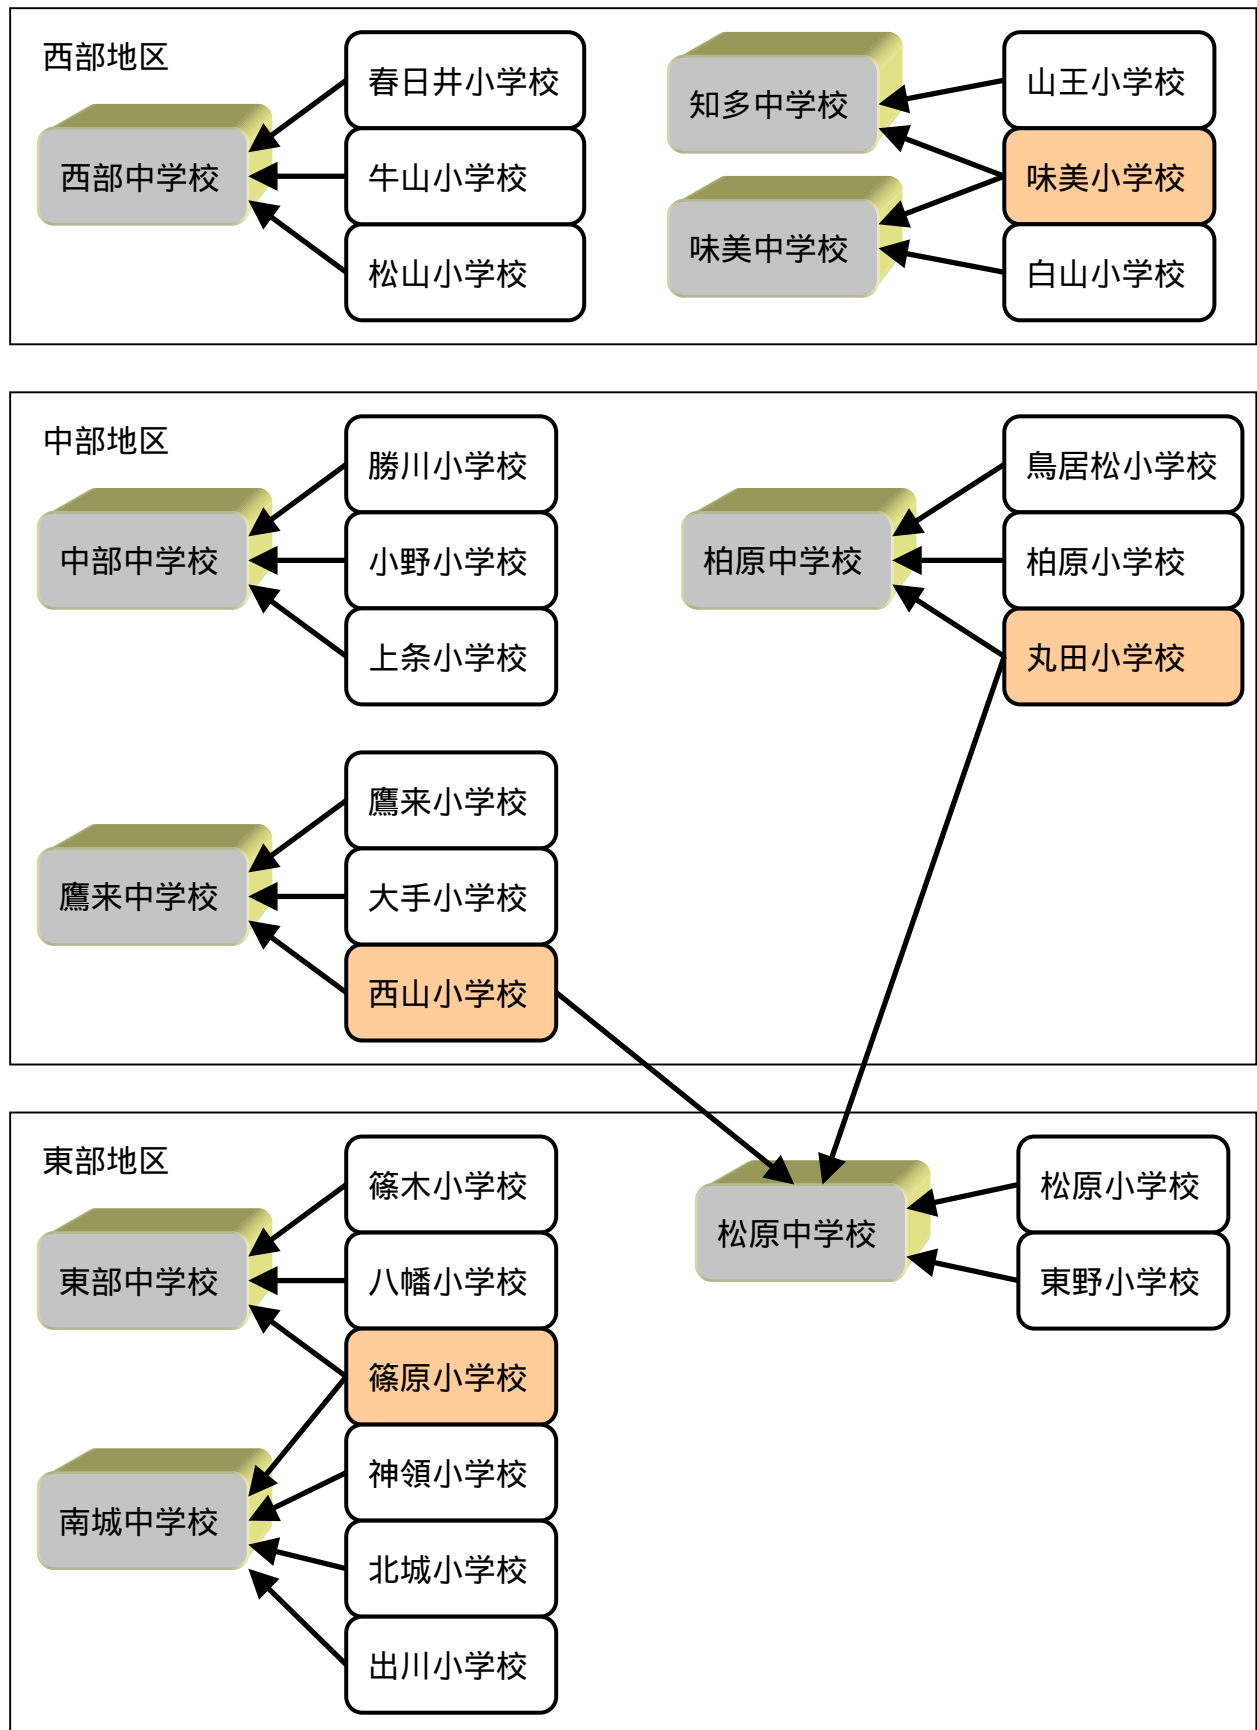 西部地区
西部中学校
春日井小学校
牛山小学校
松山小学校
知多中学校
味美中学校
山王小学校
味美小学校
白山小学校
中部地区
中部中学校
勝川小学校
小野小学校
上条小学校
柏原中学校
鳥居松小学校
柏原小学校
丸田小学校
鷹来中学校
鷹来小学校
大手小学校
西山小学校
東部地区
東部中学校
篠木小学校
八幡小学校
篠原小学校
南城中学校
神領小学校
北城小学校
出川小学校
松原中学校
松原小学校
東野小学校